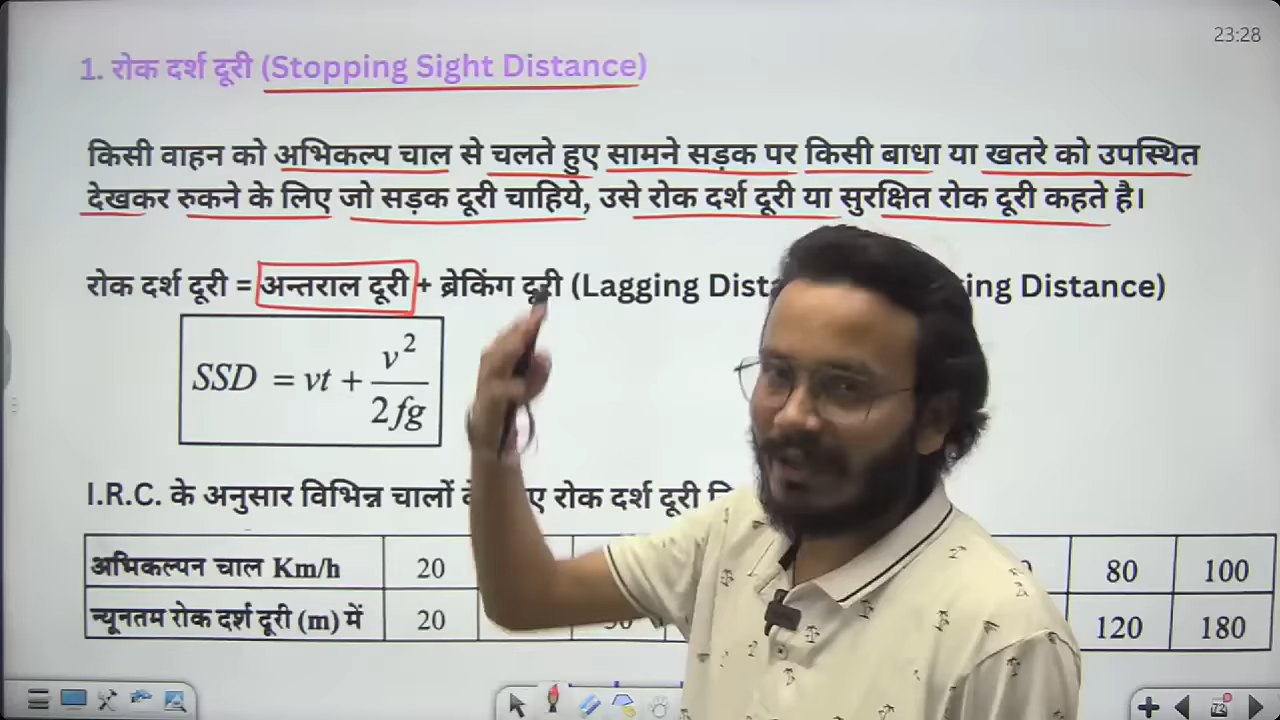 23:28
1. रोक दर्श दूरी (Stopping Sight Distance)
किसी वाहन को अभिकल्प चाल से चलते हुए सामने सड़क पर किसी बाधा या खतरे को उपस्थित
देखकर रुकने के लिए जो सड़क दूरी चाहिये, उसे रोक दर्श दूरी या सुरक्षित रोक दूरी कहते है।
रोक दर्श दूरी = अन्तराल दूरी + ब्रेकिंग दूरी (Lagging Distance)
SSD = vt + v²/2fg
I.R.C. के अनुसार विभिन्न चालों रोक दर्श दूरी
अभिकल्पन चाल Km/h 20 80 100
न्यूनतम रोक दर्श दूरी (m) में 20 120 180
72